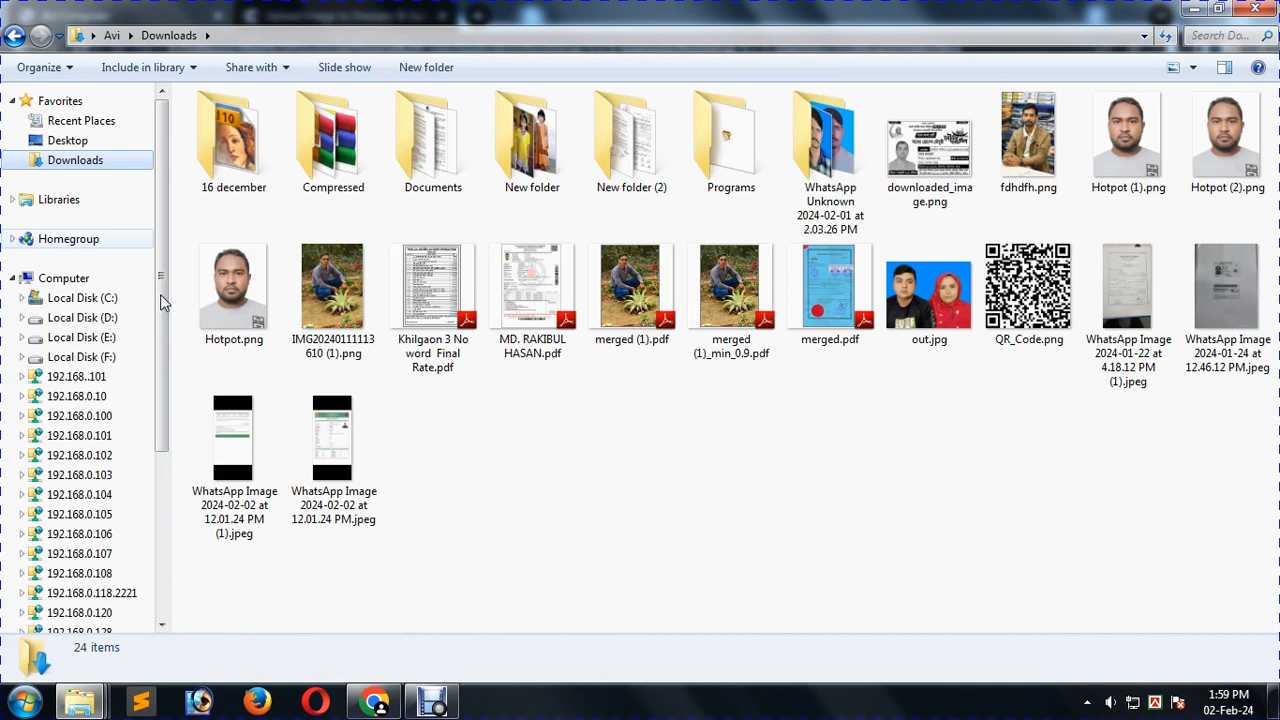 Avi Downloads
Search Do...
Organize Include in library Share with Slide show New folder
Favorites
Recent Places
Desktop
Downloads
Libraries
Homegroup
Computer
Local Disk (C:)
Local Disk (D:)
Local Disk (E:)
Local Disk (F:)
192.168..101
192.168.0.10
192.168.0.100
192.168.0.101
192.168.0.102
192.168.0.103
192.168.0.104
192.168.0.105
192.168.0.106
192.168.0.107
192.168.0.108
192.168.0.118.2221
192.168.0.120
192.168.0.128
16 december
Compressed
Documents
New folder
New folder (2)
Programs
WhatsApp
Unknown
2024-02-01 at
2.03.26 PM
downloaded_ima
ge.png
fdhdfh.png
Hotpot (1).png
Hotpot (2).png
Hotpot.png
IMG20240111113
610 (1).png
Khilgaon 3 No
word Final
Rate.pdf
MD. RAKIBUL
HASAN.pdf
merged (1).pdf
merged
(1)_min_0.9.pdf
merged.pdf
out.jpg
QR_Code.png
WhatsApp Image
2024-01-22 at
4.18.12 PM
(1).jpeg
WhatsApp Image
2024-01-24 at
12.46.12 PM.jpeg
WhatsApp Image
2024-02-02 at
12.01.24 PM
(1).jpeg
WhatsApp Image
2024-02-02 at
12.01.24 PM.jpeg
24 items
1:59 PM
02-Feb-24